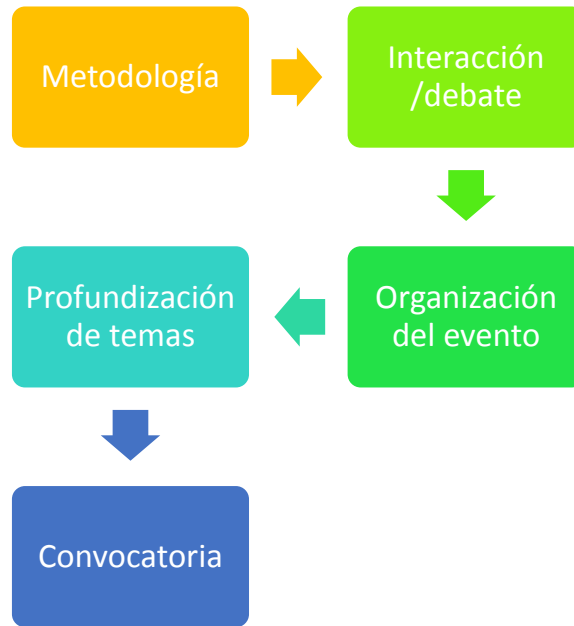 Metodología
Interacción
/debate
Organización
del evento
Profundización
de temas
Convocatoria